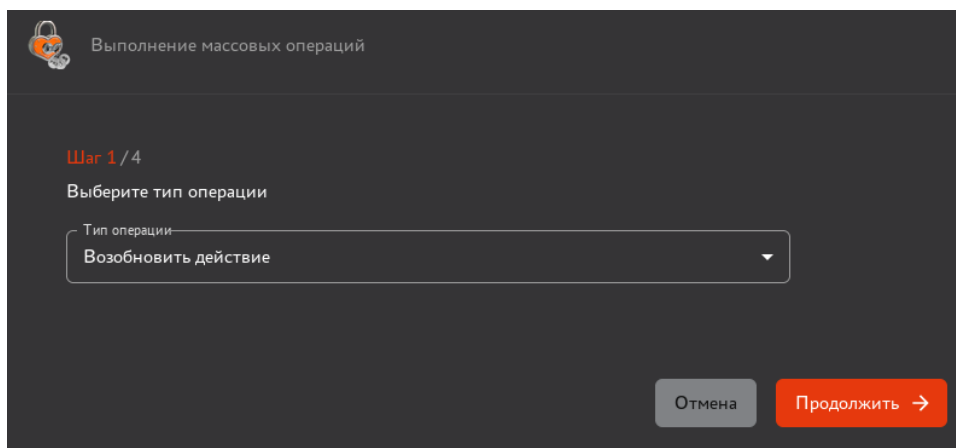 Выполнение массовых операций
Шаг 1 / 4
Выберите тип операции
Тип операции
Возобновить действие
Отмена
Продолжить →